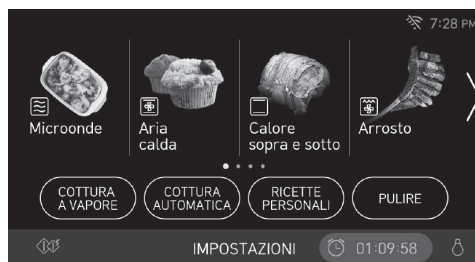 7:28 PM
Microonde
Aria
calda
Calore
sopra e sotto
Arrosto
COTTURA
A VAPORE
COTTURA
AUTOMATICA
RICETTE
PERSONALI
PULIRE
IMPOSTAZIONI
01:09:58